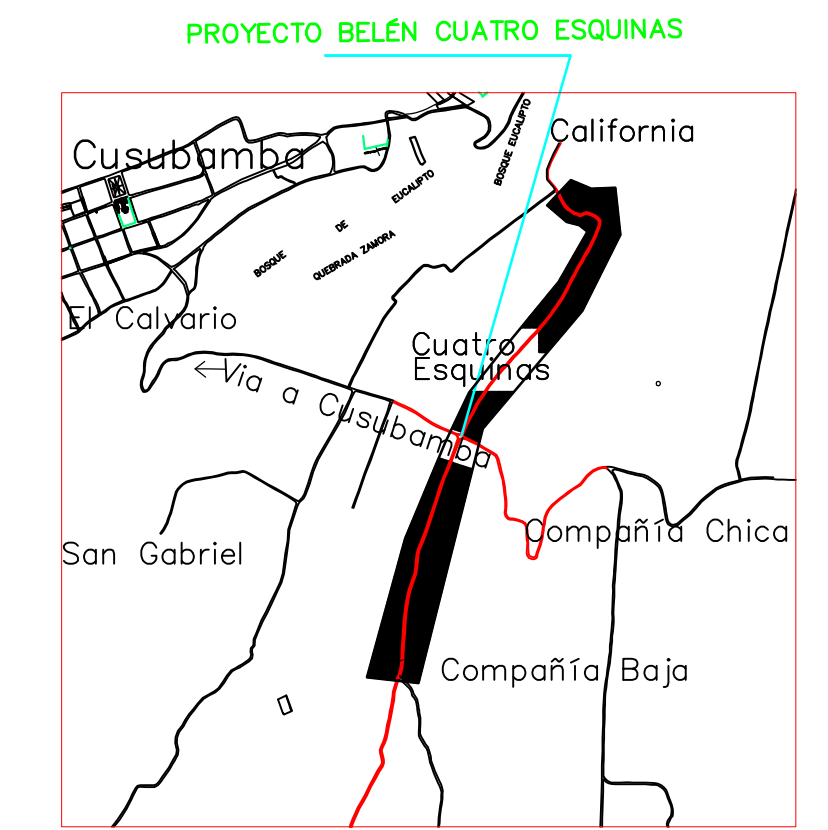 PROYECTO BELÉN CUATRO ESQUINAS
California
Cusubamba
BOSQUE EUCALIPTO
EUCALIPTO
DE
BOSQUE
QUEBRADA ZAMORA
El Calvario
Cuatro
Esquinas
Via a Cusubamba
Compañía Chica
San Gabriel
Compañía Baja